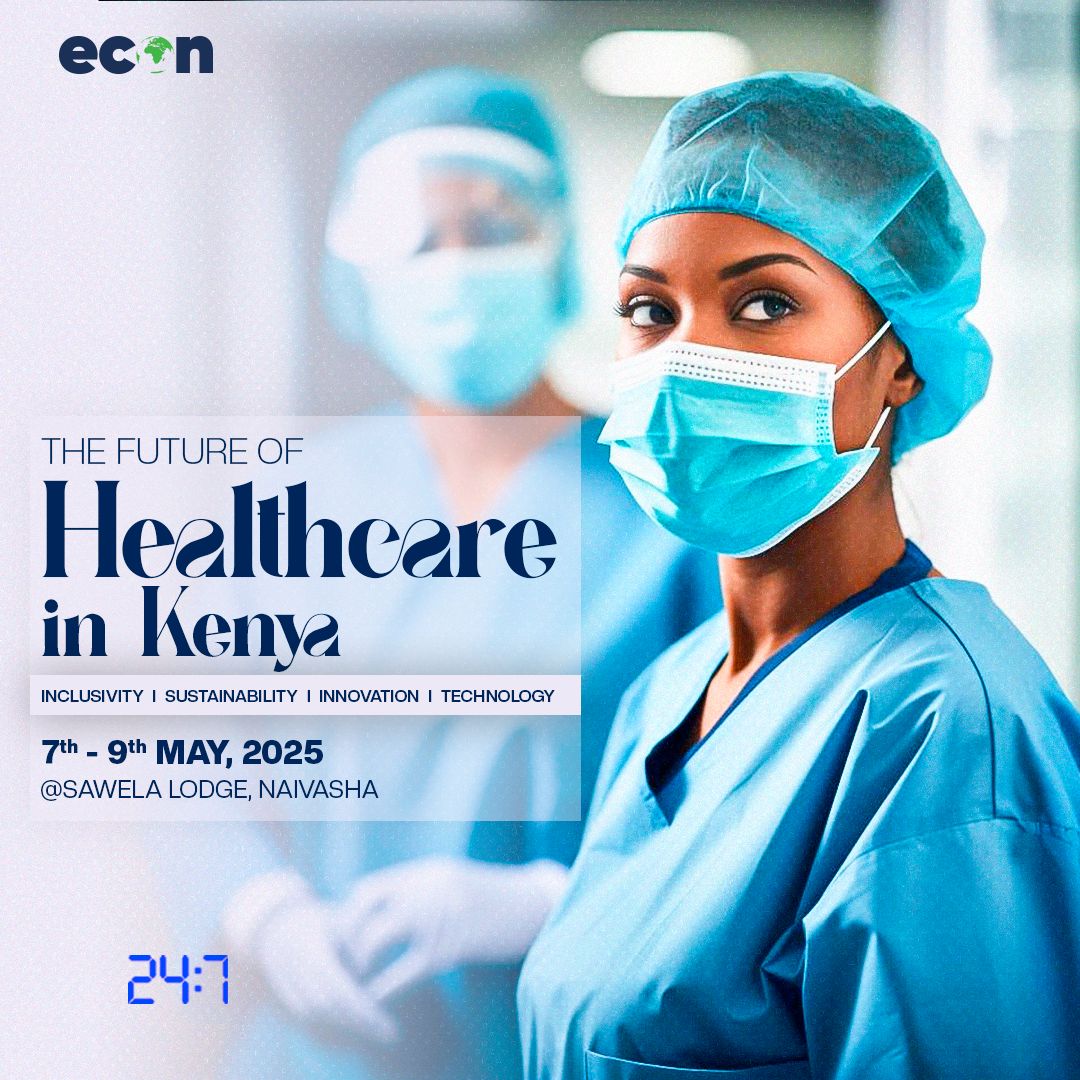 econ
THE FUTURE OF
Healthcare
in Kenya
INCLUSIVITY I SUSTAINABILITY I INNOVATION I TECHNOLOGY
7th - 9th MAY, 2025
@SAWELA LODGE, NAIVASHA
24:7